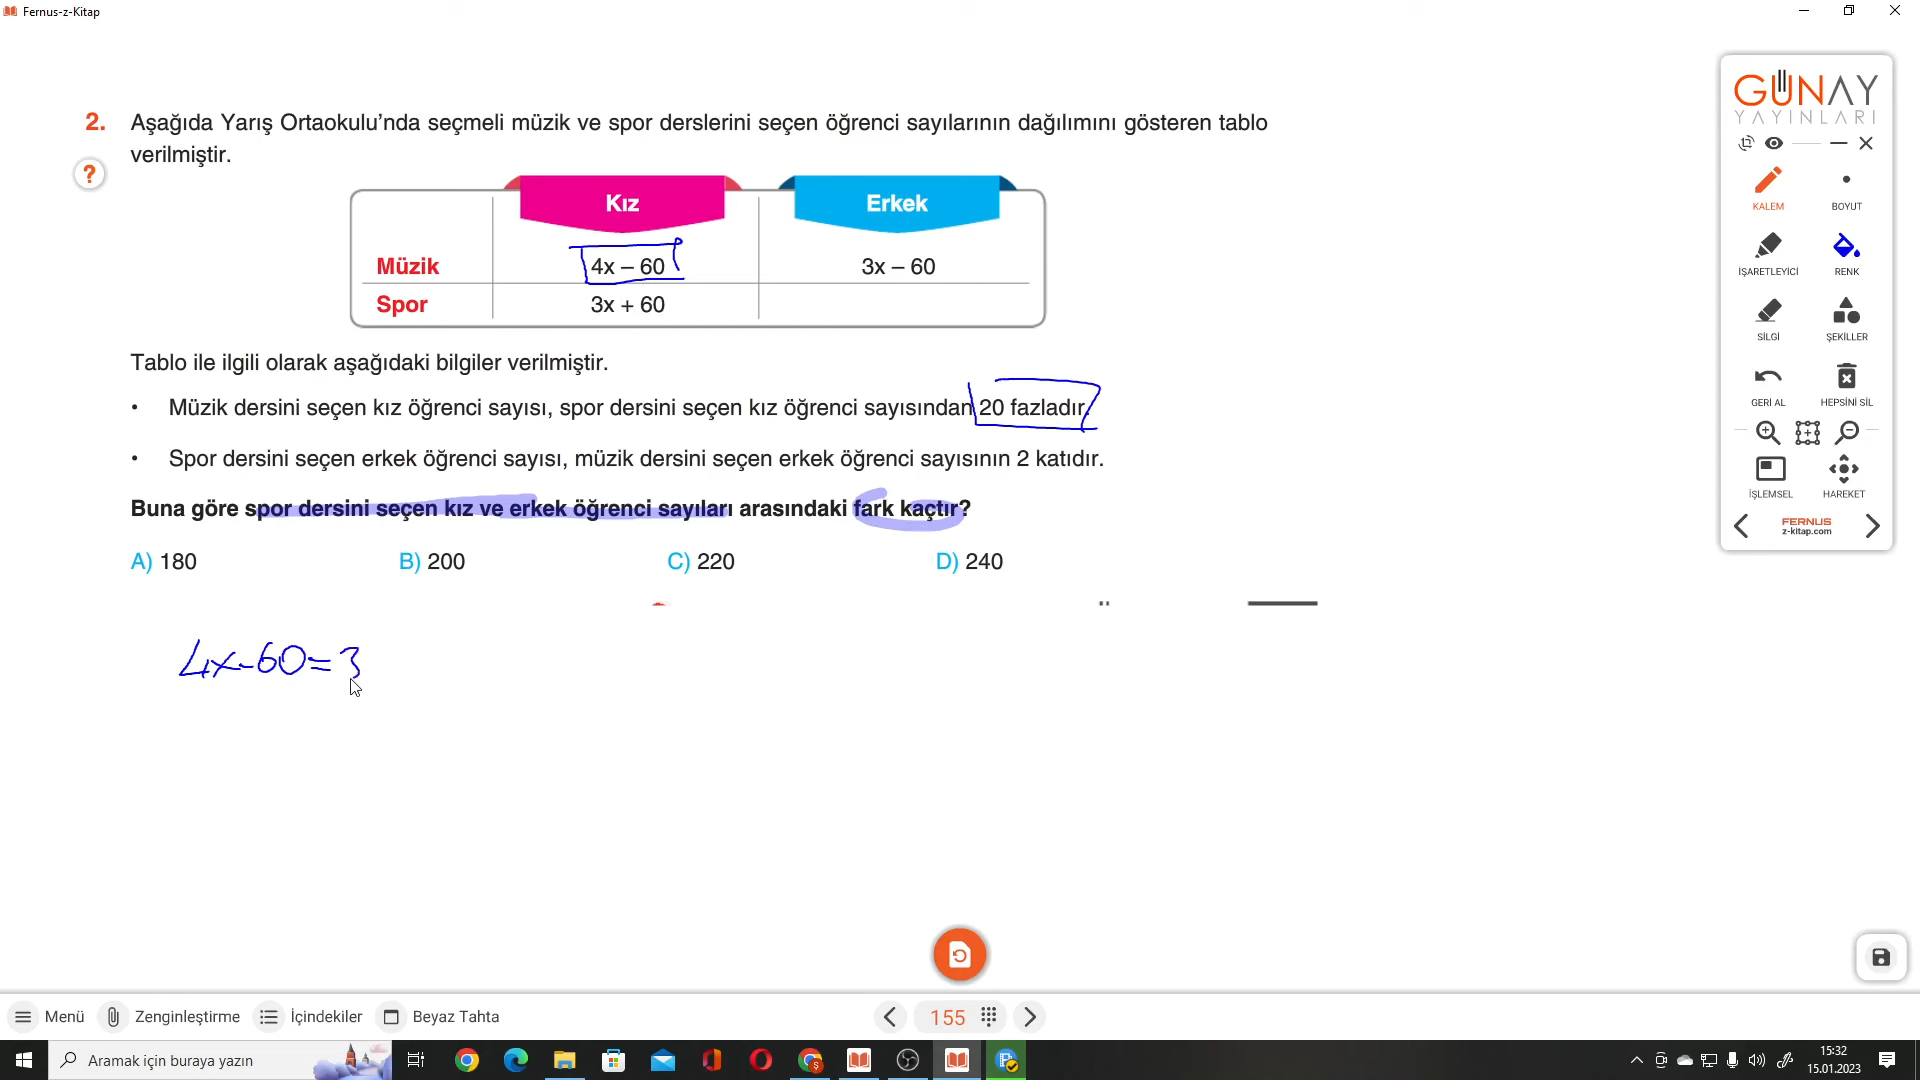 Fernus-z-Kitap
2. Aşağıda Yarış Ortaokulu'nda seçmeli müzik ve spor derslerini seçen öğrenci sayılarının dağılımını gösteren tablo
verilmiştir.
?
Kız Erkek
Müzik 4x – 60 3x – 60
Spor 3x + 60
Tablo ile ilgili olarak aşağıdaki bilgiler verilmiştir.
• Müzik dersini seçen kız öğrenci sayısı, spor dersini seçen kız öğrenci sayısından 20 fazladır.
• Spor dersini seçen erkek öğrenci sayısı, müzik dersini seçen erkek öğrenci sayısının 2 katıdır.
Buna göre spor dersini seçen kız ve erkek öğrenci sayıları arasındaki fark kaçtır?
A) 180 B) 200 C) 220 D) 240
4x-60=3
GÜNAY
YAYINLARI
KALEM BOYUT
İŞARETLEYİCİ RENK
SİLGİ ŞEKİLLER
GERİ AL HEPSİNİ SİL
İŞLEMSEL HAREKET
FERNUS
z-kitap.com
Menü Zenginleştirme İçindekiler Beyaz Tahta 155
Aramak için buraya yazın
15:32
15.01.2023